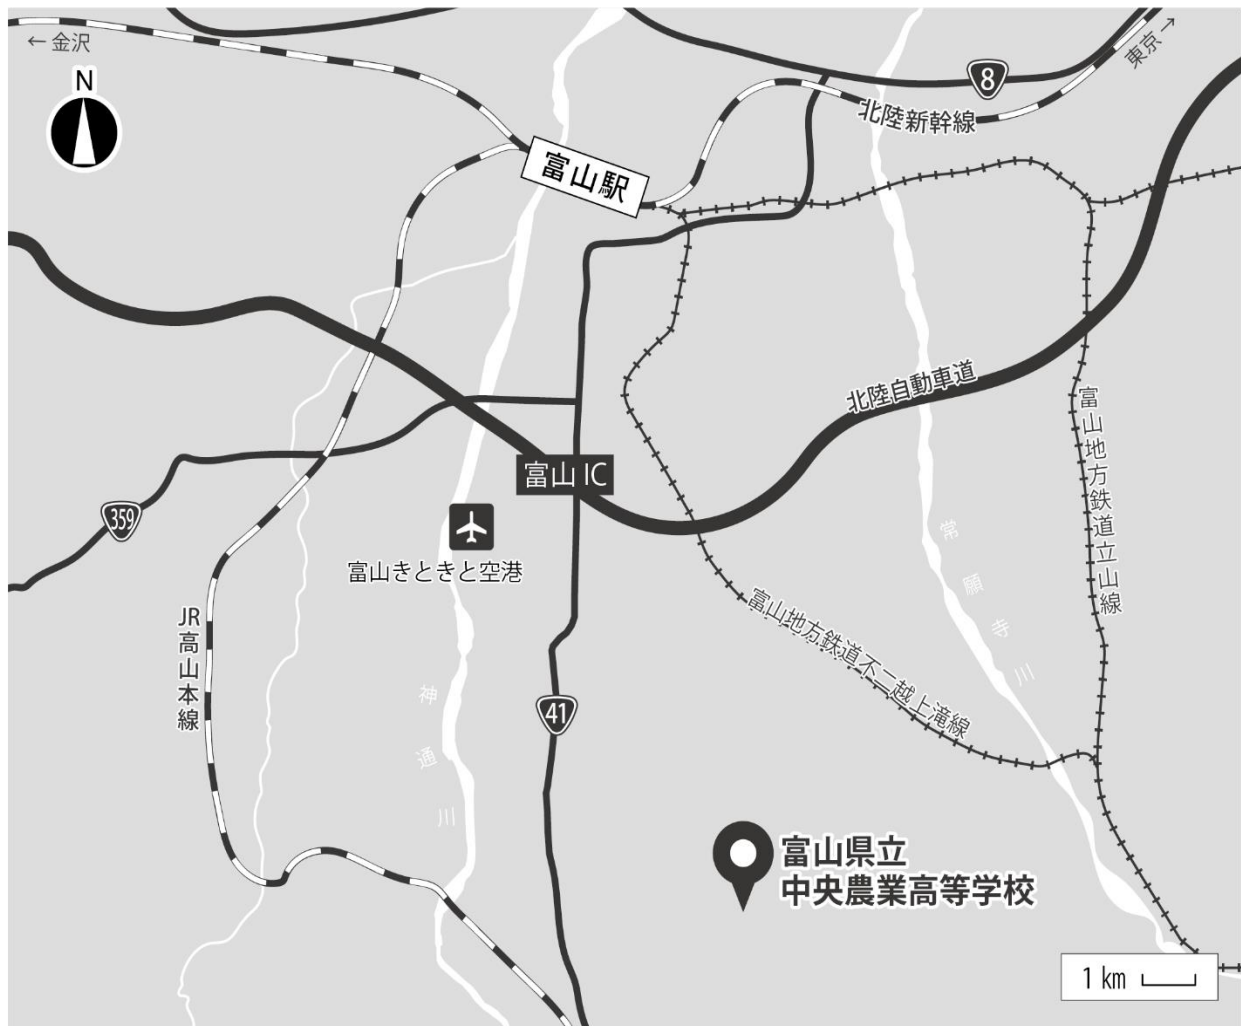 ← 金沢
東京 →
N
8
北陸新幹線
富山駅
北陸自動車道
富山地方鉄道立山線
富山 IC
359
富山きときと空港
常願寺川
富山地方鉄道不二越上滝線
JR高山本線
神通川
41
富山県立
中央農業高等学校
1 km